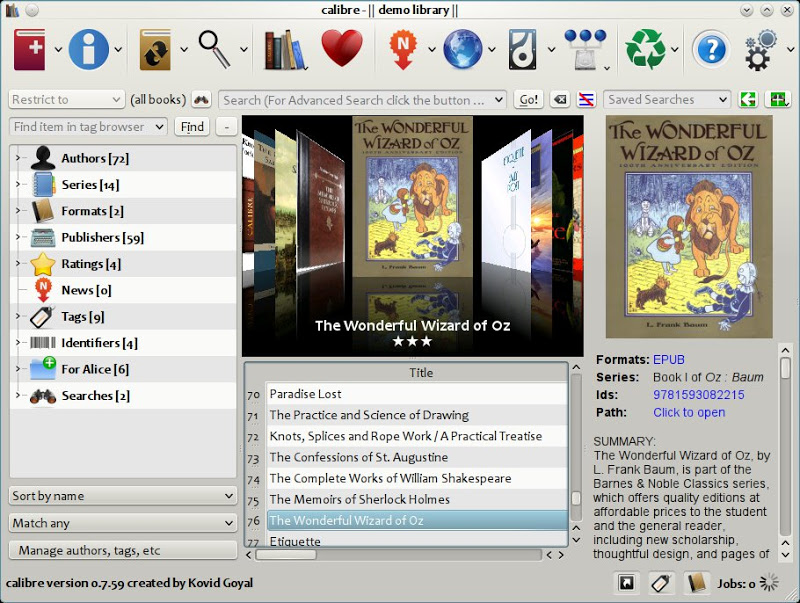 calibre - || demo library ||
Restrict to
(all books)
Search (For Advanced Search click the button ...
Go!
Saved Searches
Find item in tag browser
Find
-
Authors [72]
Series [14]
Formats [2]
Publishers [59]
Ratings [4]
News [0]
Tags [9]
Identifiers [4]
For Alice [6]
Searches [2]
Sort by name
Match any
Manage authors, tags, etc
The WONDERFUL
WIZARD of OZ
100TH ANNIVERSARY EDITION
L. Frank Baum
The Wonderful Wizard of Oz
★★★
Title
70 Paradise Lost
71 The Practice and Science of Drawing
72 Knots, Splices and Rope Work / A Practical Treatise
73 The Confessions of St. Augustine
74 The Complete Works of William Shakespeare
75 The Memoirs of Sherlock Holmes
76 The Wonderful Wizard of Oz
77 Etiquette
The WONDERFUL
WIZARD of OZ
100TH ANNIVERSARY EDITION
L. Frank Baum
Formats: EPUB
Series: Book I of Oz : Baum
Ids: 9781593082215
Path: Click to open
SUMMARY:
The Wonderful Wizard of Oz, by
L. Frank Baum, is part of the
Barnes & Noble Classics series,
which offers quality editions at
affordable prices to the student
and the general reader,
including new scholarship,
thoughtful design, and pages of
calibre version 0.7.59 created by Kovid Goyal
Jobs: 0